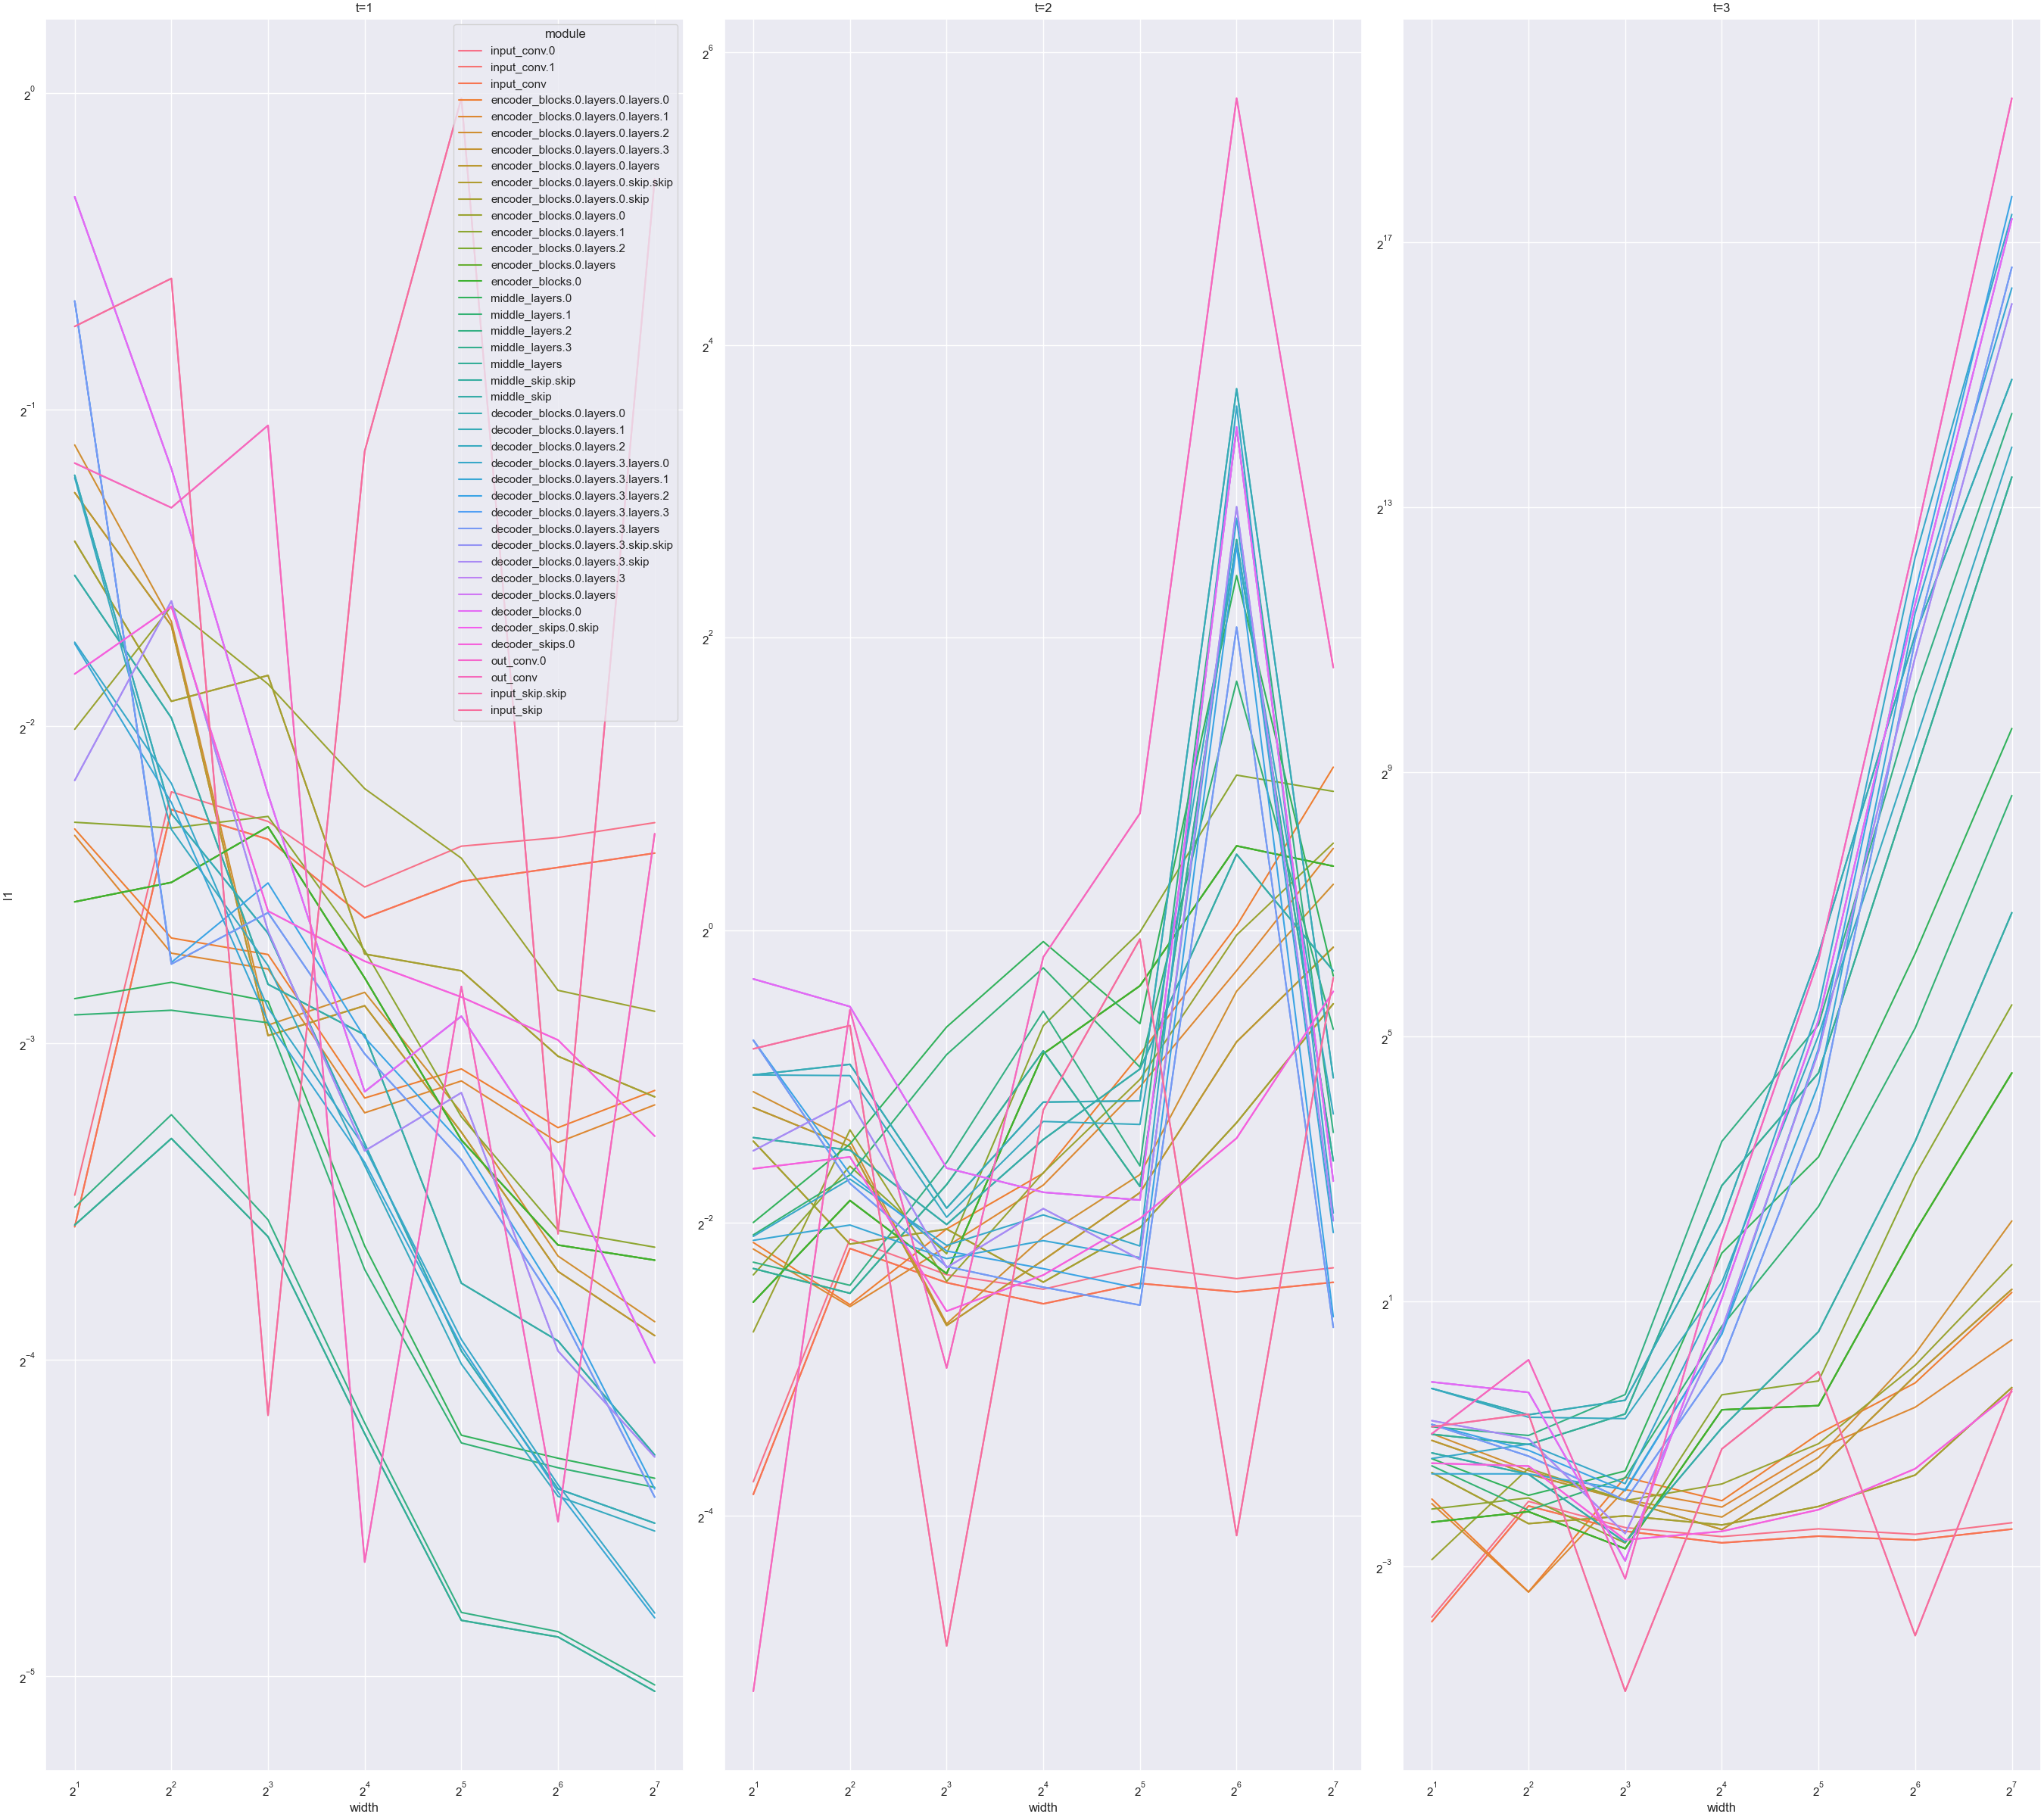 t=1
l1
2^0
2^−1
2^−2
2^−3
2^−4
2^−5
module
input_conv.0
input_conv.1
input_conv
encoder_blocks.0.layers.0.layers.0
encoder_blocks.0.layers.0.layers.1
encoder_blocks.0.layers.0.layers.2
encoder_blocks.0.layers.0.layers.3
encoder_blocks.0.layers.0.layers
encoder_blocks.0.layers.0.skip.skip
encoder_blocks.0.layers.0.skip
encoder_blocks.0.layers.0
encoder_blocks.0.layers.1
encoder_blocks.0.layers.2
encoder_blocks.0.layers
encoder_blocks.0
middle_layers.0
middle_layers.1
middle_layers.2
middle_layers.3
middle_layers
middle_skip.skip
middle_skip
decoder_blocks.0.layers.0
decoder_blocks.0.layers.1
decoder_blocks.0.layers.2
decoder_blocks.0.layers.3.layers.0
decoder_blocks.0.layers.3.layers.1
decoder_blocks.0.layers.3.layers.2
decoder_blocks.0.layers.3.layers.3
decoder_blocks.0.layers.3.layers
decoder_blocks.0.layers.3.skip.skip
decoder_blocks.0.layers.3.skip
decoder_blocks.0.layers.3
decoder_blocks.0.layers
decoder_blocks.0
decoder_skips.0.skip
decoder_skips.0
out_conv.0
out_conv
input_skip.skip
input_skip
2^1 2^2 2^3 2^4 2^5 2^6 2^7
width
t=2
2^6
2^4
2^2
2^0
2^−2
2^−4
2^1 2^2 2^3 2^4 2^5 2^6 2^7
width
t=3
2^17
2^13
2^9
2^5
2^1
2^−3
2^1 2^2 2^3 2^4 2^5 2^6 2^7
width